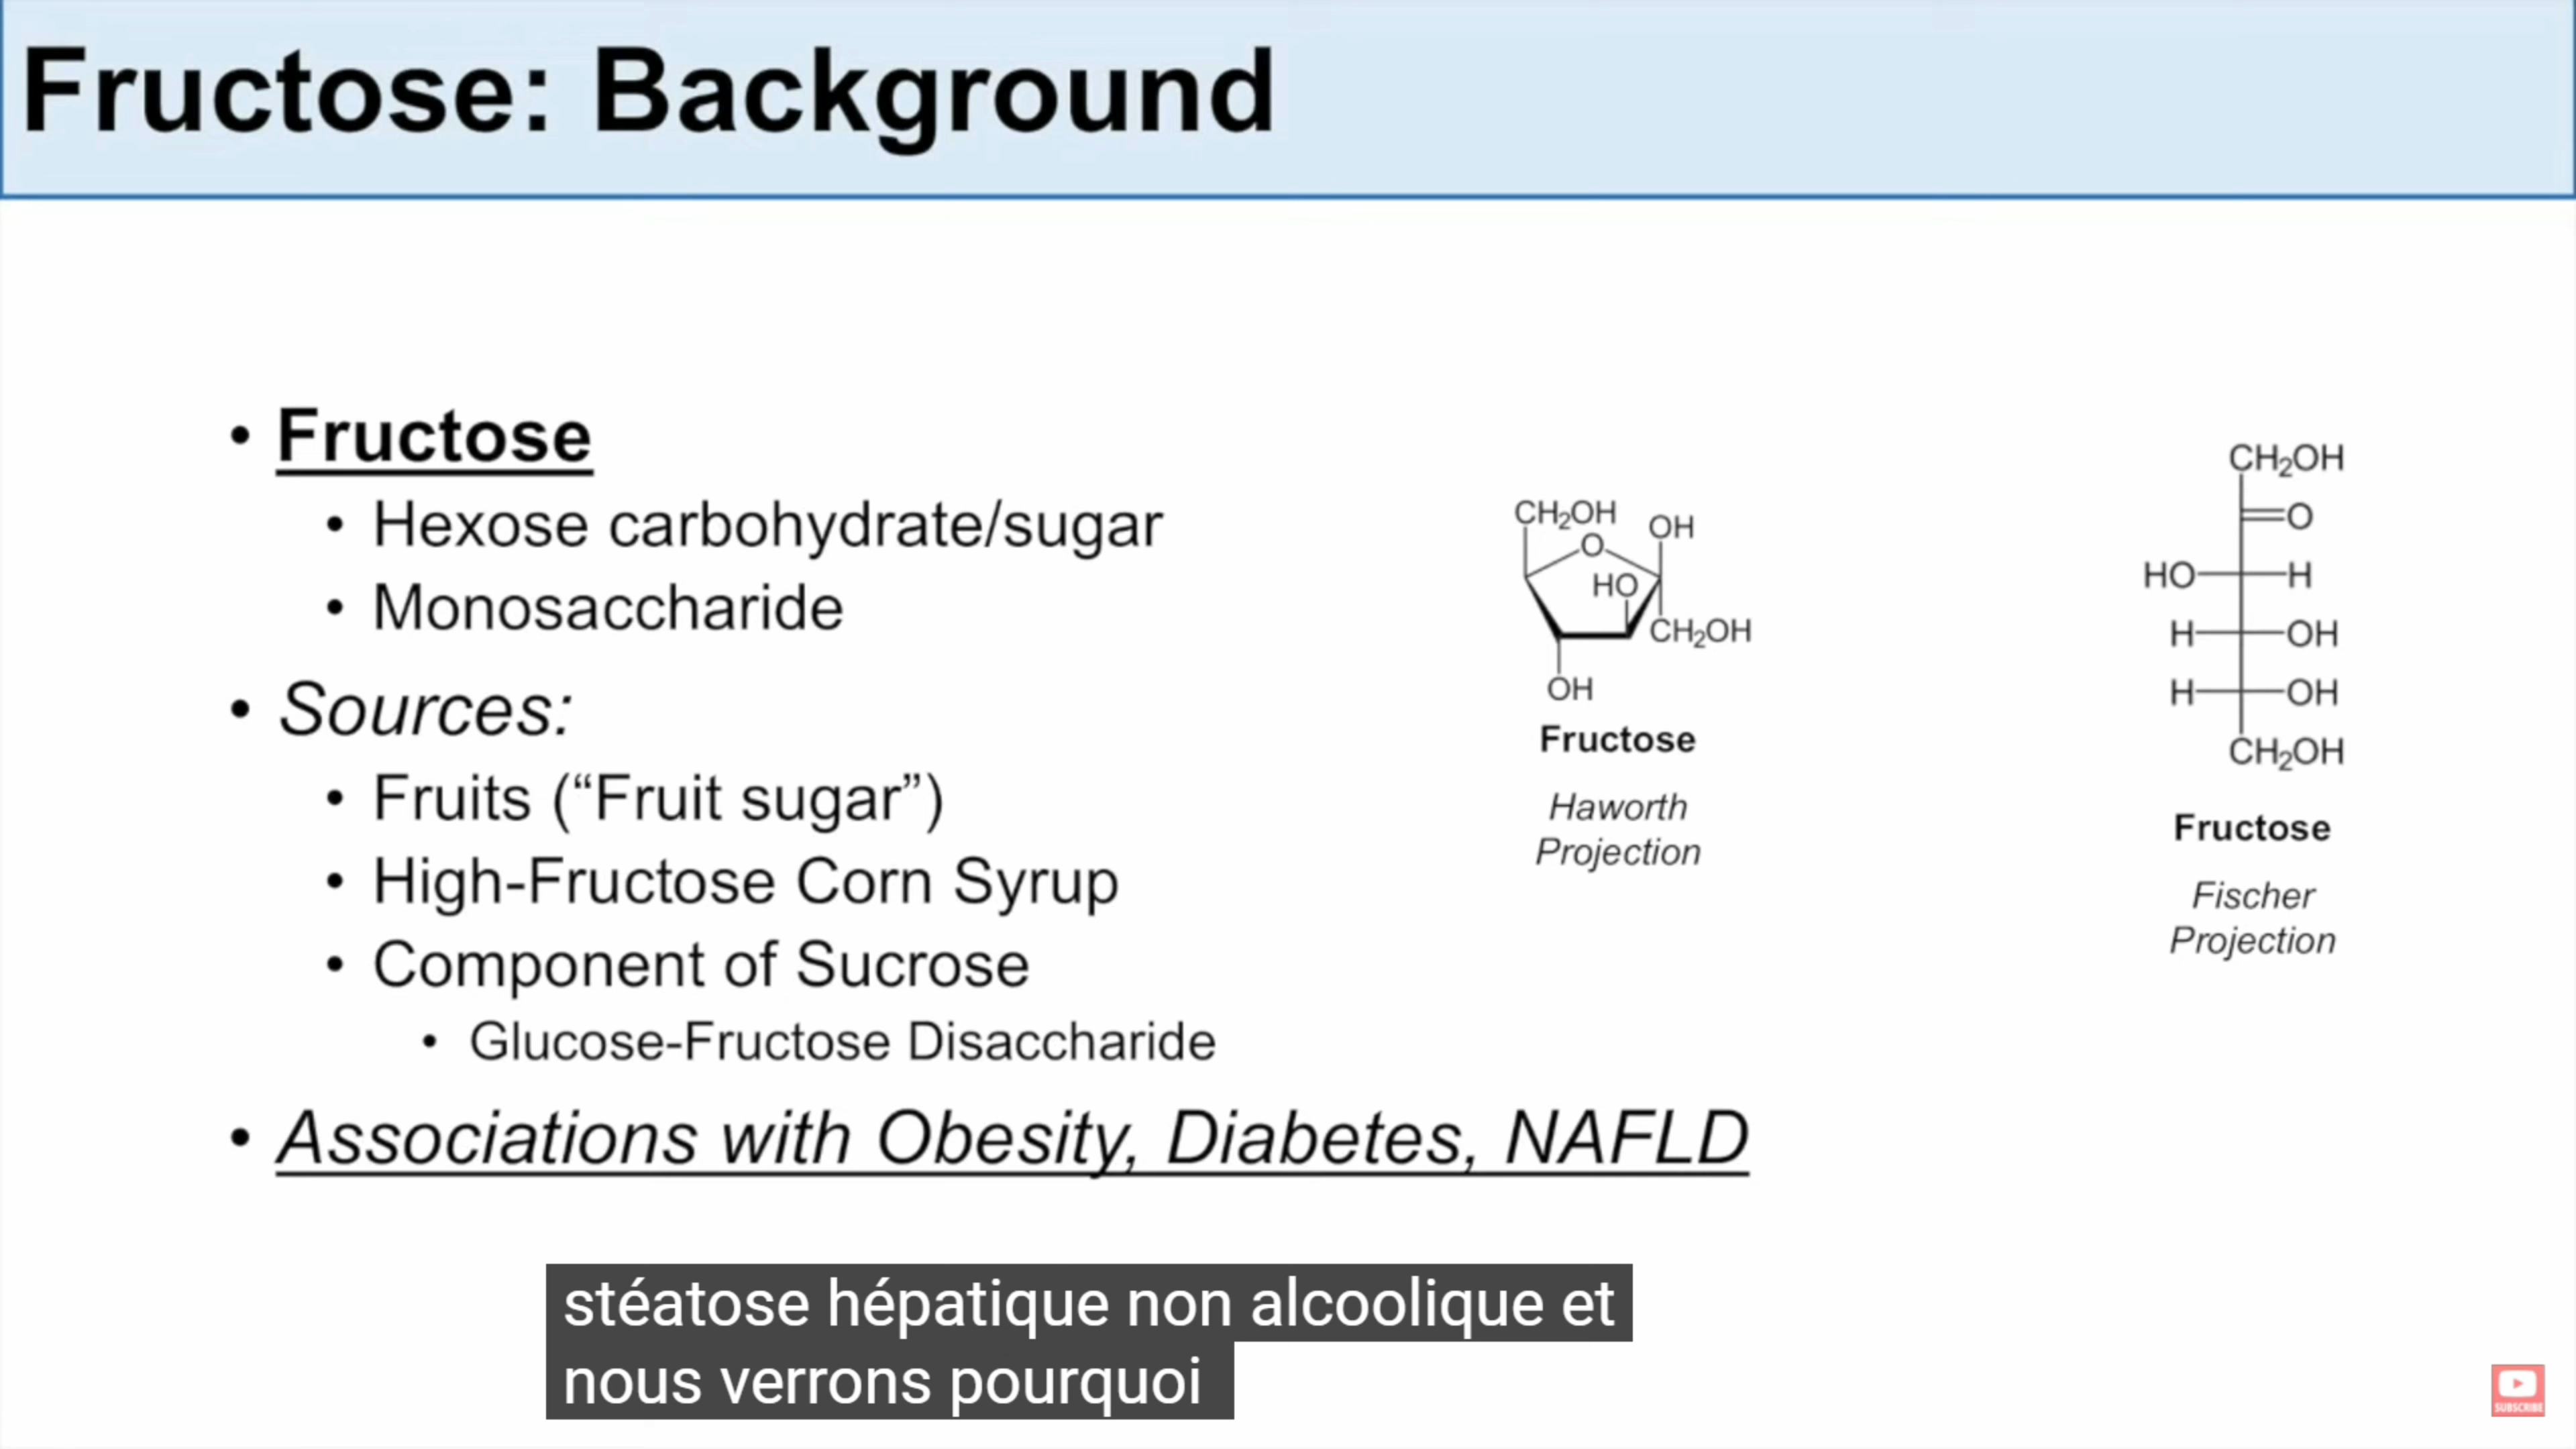 Fructose: Background
• Fructose
• Hexose carbohydrate/sugar
• Monosaccharide
• Sources:
• Fruits (“Fruit sugar”)
• High-Fructose Corn Syrup
• Component of Sucrose
• Glucose-Fructose Disaccharide
• Associations with Obesity, Diabetes, NAFLD
CH₂OH
OH
O
HO
CH₂OH
OH
Fructose
Haworth
Projection
CH₂OH
O
HO H
H OH
H OH
CH₂OH
Fructose
Fischer
Projection
stéatose hépatique non alcoolique et
nous verrons pourquoi
SUBSCRIBE